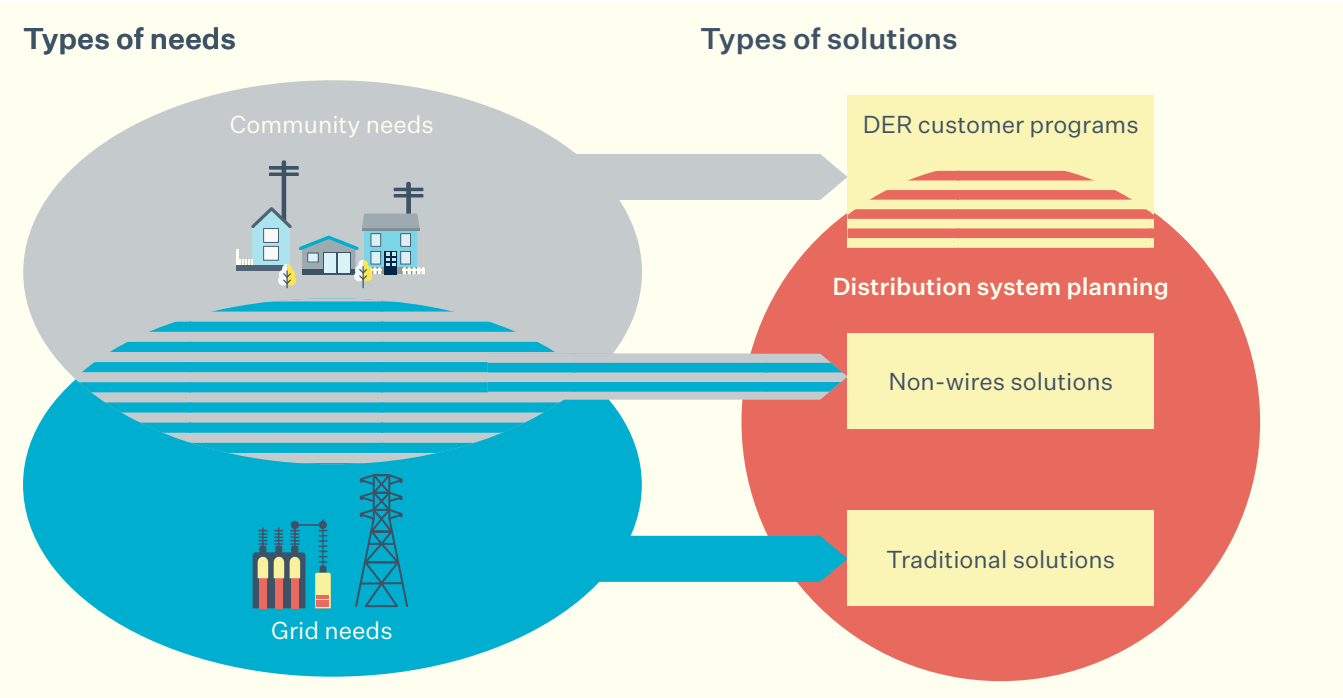 Types of needs
Types of solutions
Community needs
DER customer programs
Distribution system planning
Non-wires solutions
Traditional solutions
Grid needs